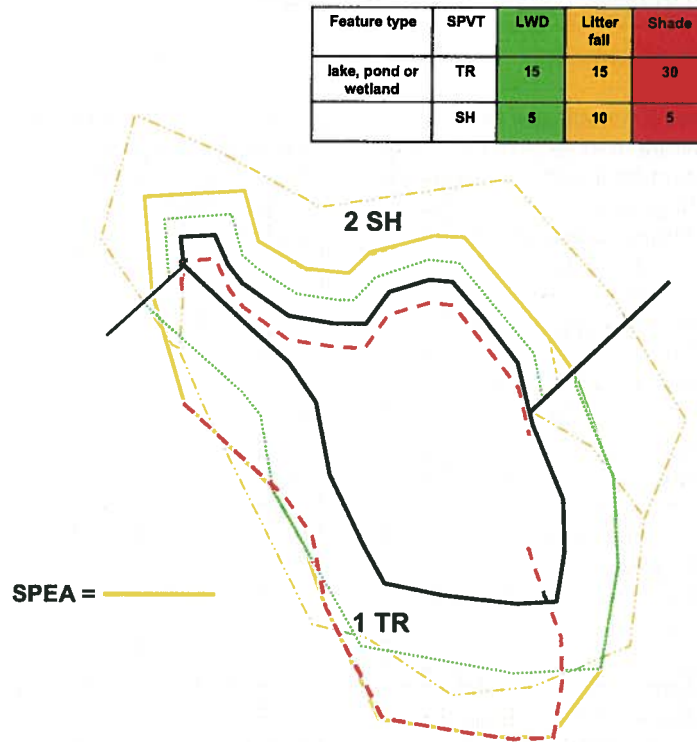 Feature type SPVT LWD Litter fall Shade
lake, pond or wetland TR 15 15 30
SH 5 10 5
2 SH
SPEA =
1 TR